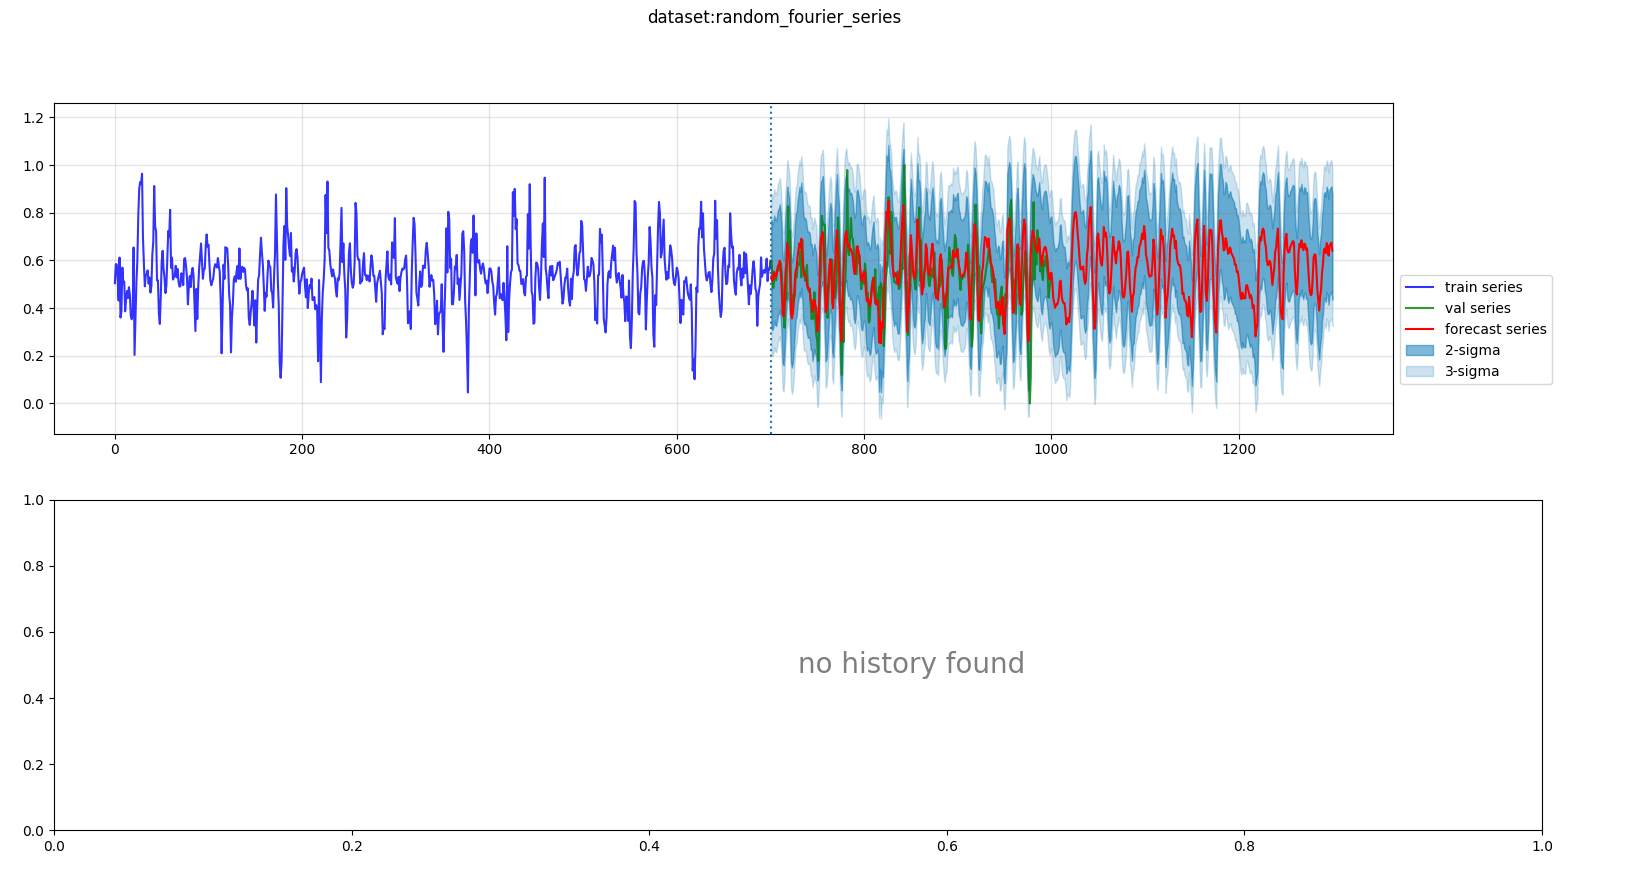 dataset:random_fourier_series
1.2
1.0
0.8
0.6
0.4
0.2
0.0
0 200 400 600 800 1000 1200
train series
val series
forecast series
2-sigma
3-sigma
1.0
0.8
0.6
0.4
0.2
0.0
no history found
0.0 0.2 0.4 0.6 0.8 1.0